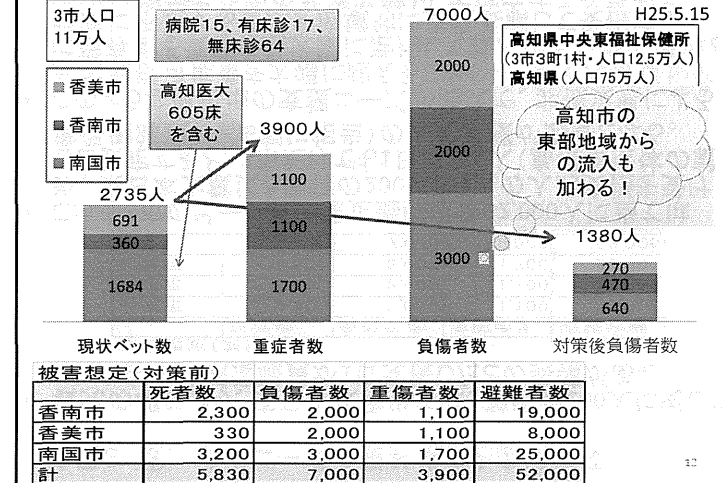 3市人口
11万人
病院15、有床診17、
無床診64
7000人
H25.5.15
高知県中央東福祉保健所
(3市3町1村・人口12.5万人)
高知県(人口75万人)
香美市
香南市
南国市
高知医大
605床
を含む
3900人
2735人
高知市の
東部地域から
の流入も
加わる!
1380人
691
360
1684
1100
1100
1700
2000
2000
3000
270
470
640
現状ベット数
重症者数
負傷者数
対策後負傷者数
被害想定(対策前)
死者数 負傷者数 重傷者数 避難者数
香南市 2,300 2,000 1,100 19,000
香美市 330 2,000 1,100 8,000
南国市 3,200 3,000 1,700 25,000
計 5,830 7,000 3,900 52,000